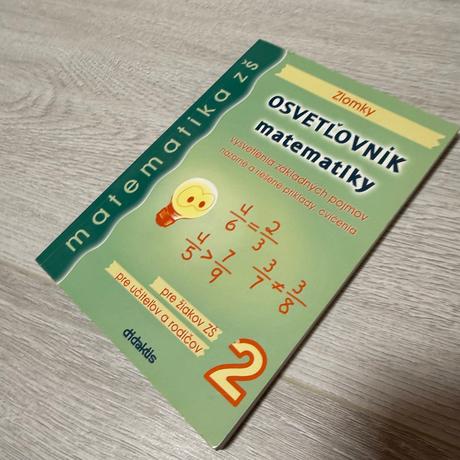 matematika zš
Zlomky
OSVETĽOVNÍK
matematiky
vysvetlenia základných pojmov
názorné a riešené príklady, cvičenia
4/6 = 2/3
4/5 > 7/9
3/7 ≠ 3/8
pre žiakov ZŠ
pre učiteľov a rodičov
didaktis
2